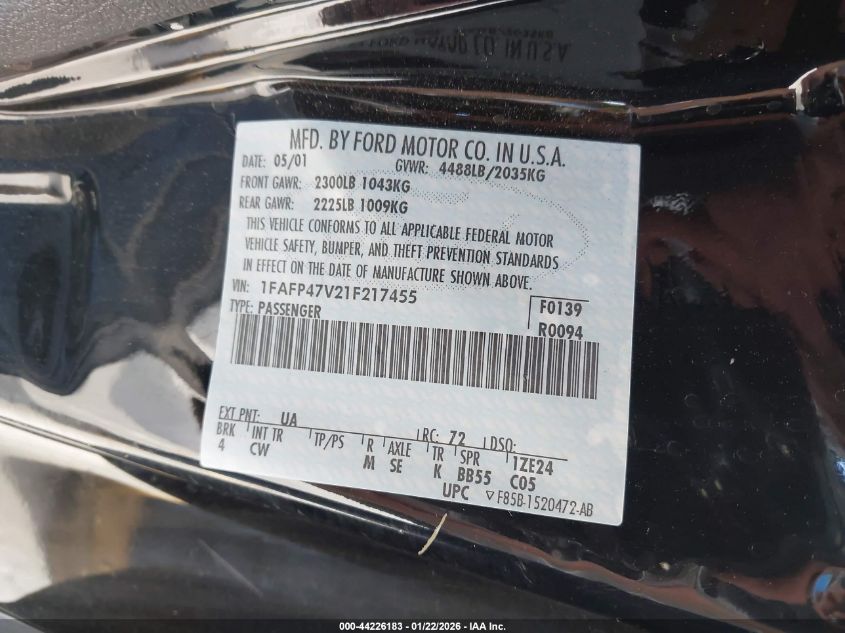 MFD. BY FORD MOTOR CO. IN U.S.A.
DATE: 05/01 GVWR: 4488LB/2035KG
FRONT GAWR: 2300LB 1043KG
REAR GAWR: 2225LB 1009KG
THIS VEHICLE CONFORMS TO ALL APPLICABLE FEDERAL MOTOR
VEHICLE SAFETY, BUMPER, AND THEFT PREVENTION STANDARDS
IN EFFECT ON THE DATE OF MANUFACTURE SHOWN ABOVE.
VIN: 1FAFP47V21F217455
TYPE: PASSENGER
F0139
R0094
EXT PNT: UA RC: 72 DSO:
BRK INT TR TP/PS R AXLE TR SPR 1ZE24
4 CW M SE K BB55 C05
UPC ▽F85B-1520472-AB
000-44226183 - 01/22/2026 - IAA Inc.